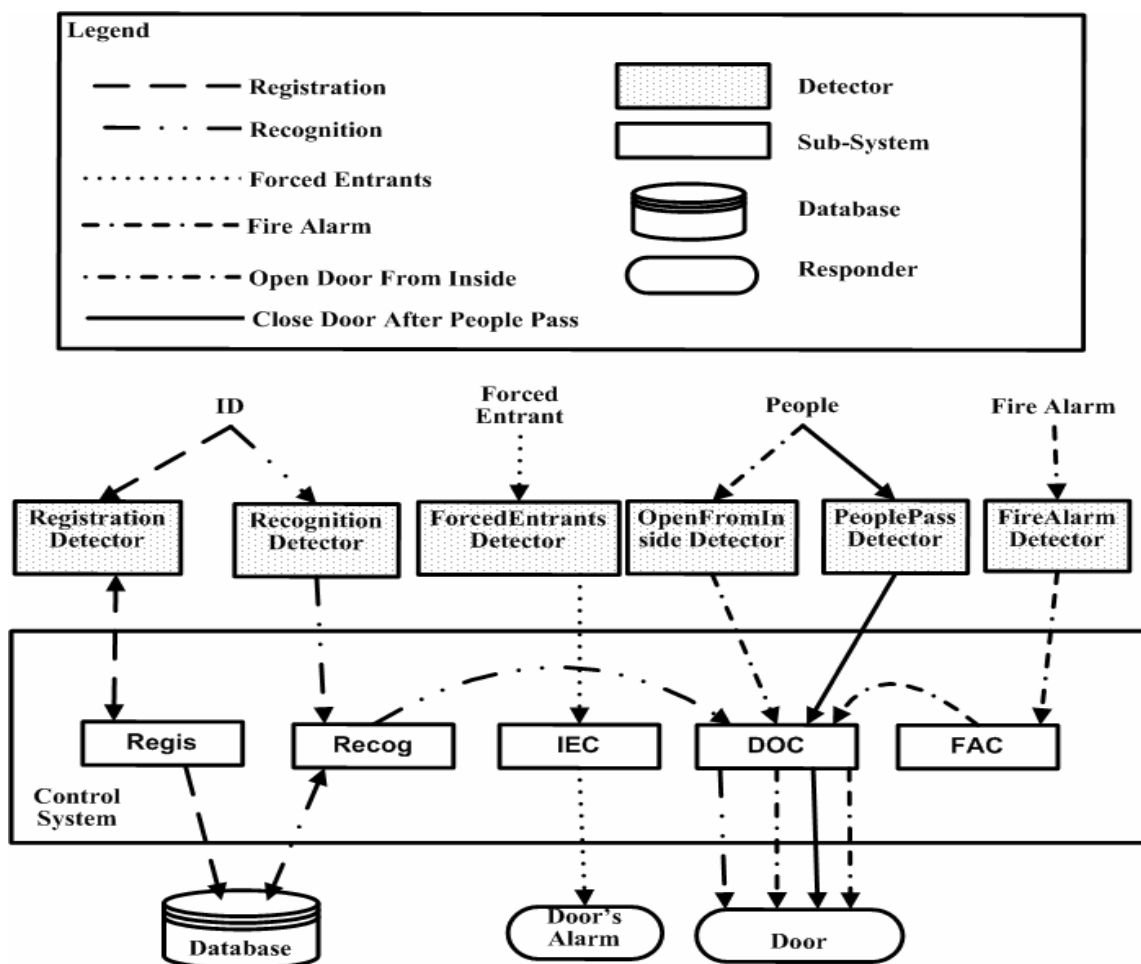 Legend
Registration
Recognition
Forced Entrants
Fire Alarm
Open Door From Inside
Close Door After People Pass
Detector
Sub-System
Database
Responder
ID
Forced
Entrant
People
Fire Alarm
Registration
Detector
Recognition
Detector
ForcedEntrants
Detector
OpenFromIn
side Detector
PeoplePass
Detector
FireAlarm
Detector
Regis
Recog
IEC
DOC
FAC
Control
System
Database
Door's
Alarm
Door